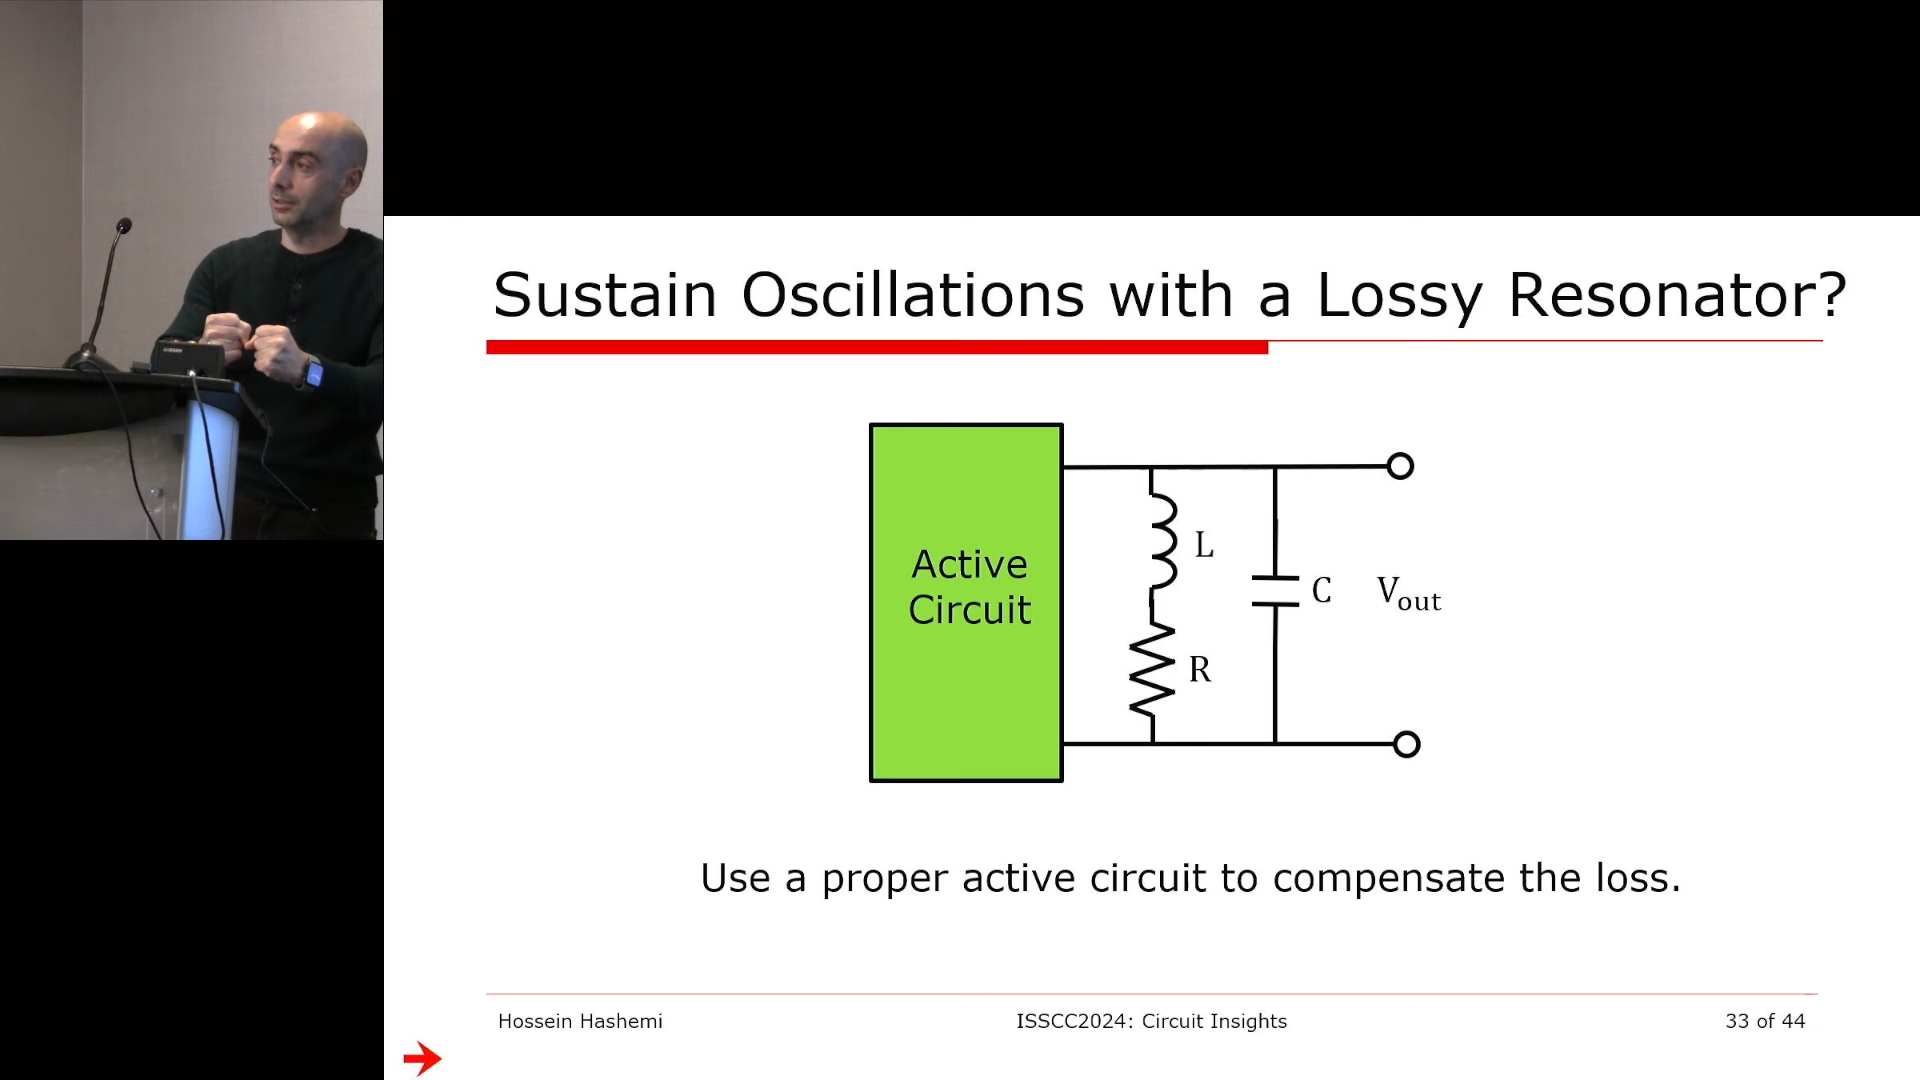 Sustain Oscillations with a Lossy Resonator?
Active
Circuit
L
R
C
Vout
Use a proper active circuit to compensate the loss.
Hossein Hashemi
ISSCC2024: Circuit Insights
33 of 44